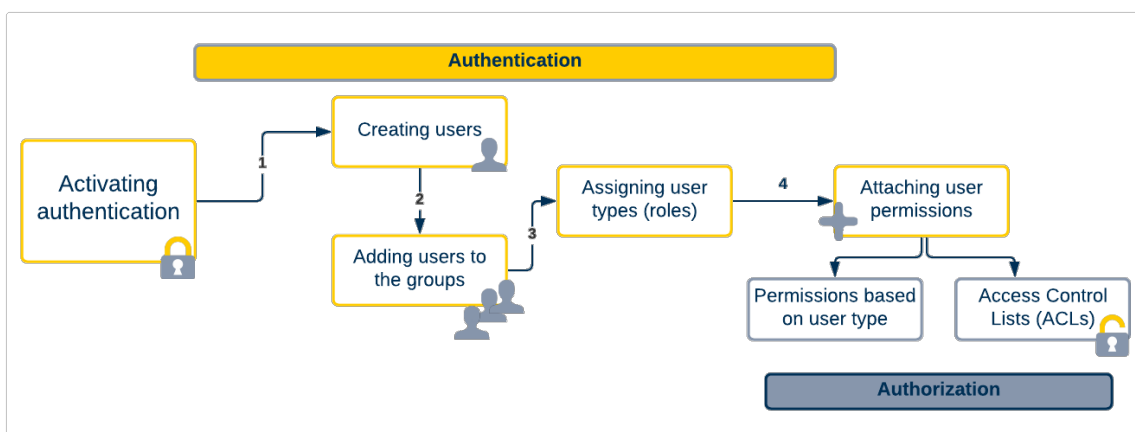 Authentication
Activating
authentication
1
Creating users
2
Adding users to
the groups
3
Assigning user
types (roles)
4
Attaching user
permissions
Permissions based
on user type
Access Control
Lists (ACLs)
Authorization